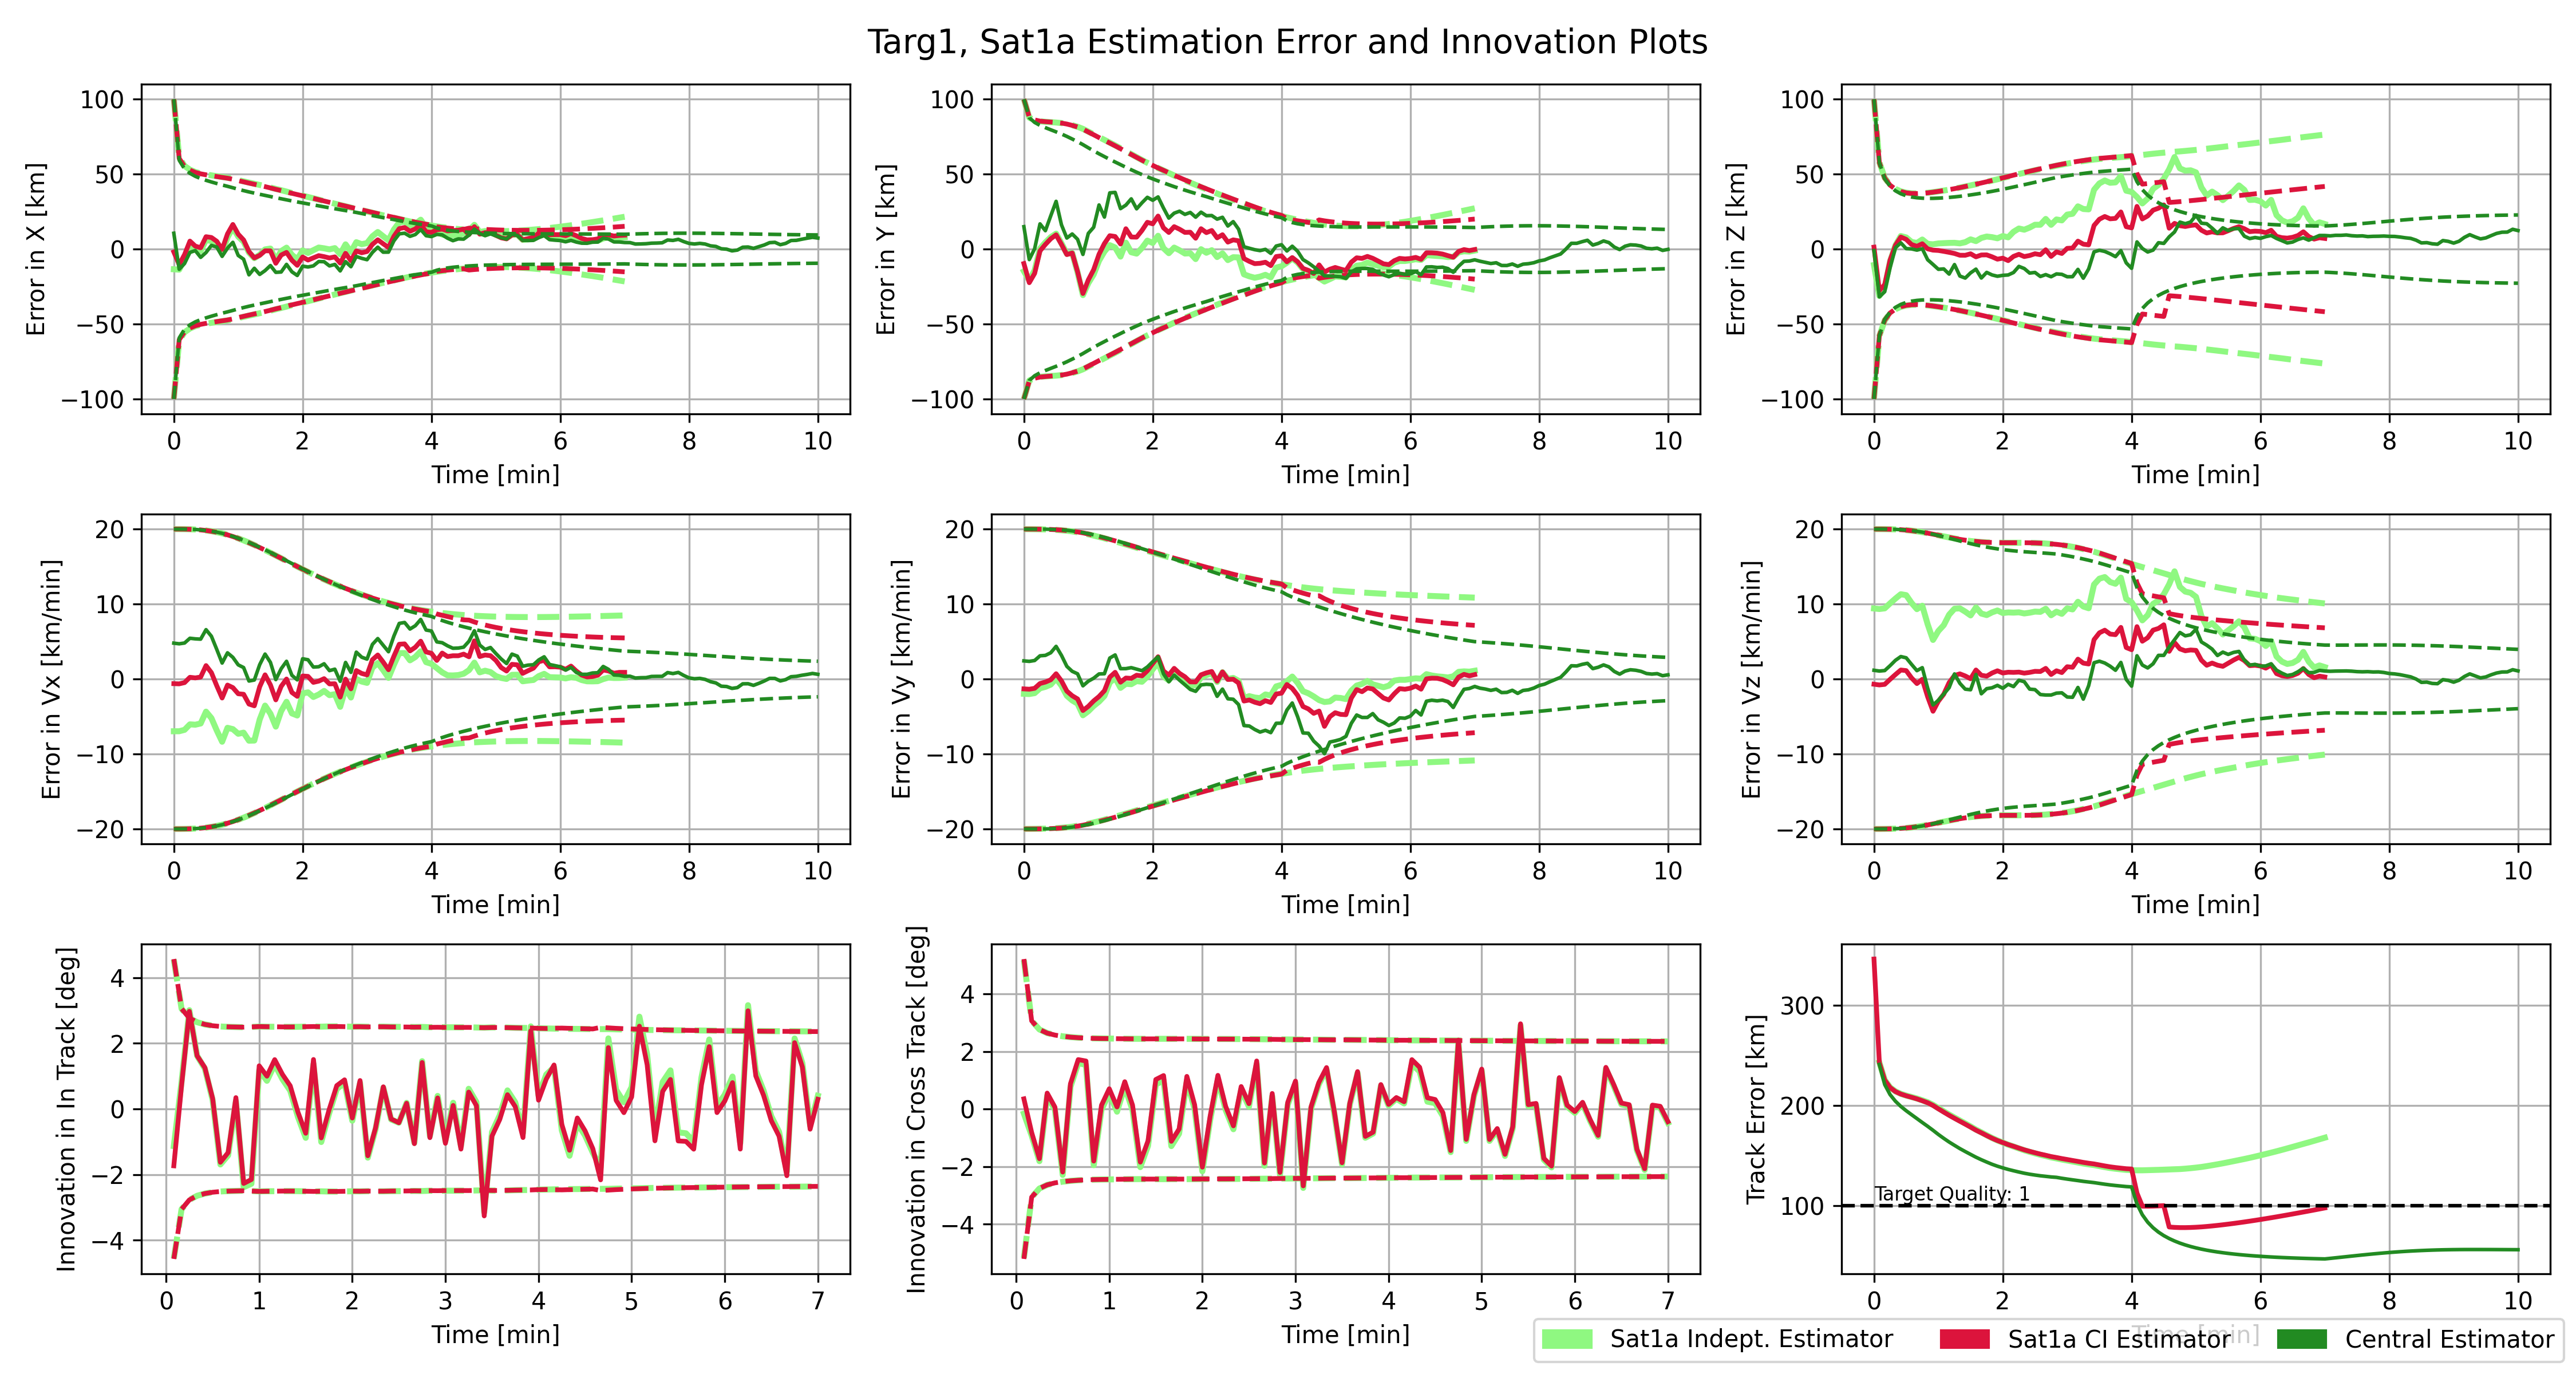 Targ1, Sat1a Estimation Error and Innovation Plots
Error in X [km]
100
50
0
−50
−100
0 2 4 6 8 10
Time [min]
Error in Y [km]
100
50
0
−50
−100
0 2 4 6 8 10
Time [min]
Error in Z [km]
100
50
0
−50
−100
0 2 4 6 8 10
Time [min]
Error in Vx [km/min]
20
10
0
−10
−20
0 2 4 6 8 10
Time [min]
Error in Vy [km/min]
20
10
0
−10
−20
0 2 4 6 8 10
Time [min]
Error in Vz [km/min]
20
10
0
−10
−20
0 2 4 6 8 10
Time [min]
Innovation in In Track [deg]
4
2
0
−2
−4
0 1 2 3 4 5 6 7
Time [min]
Innovation in Cross Track [deg]
4
2
0
−2
−4
0 1 2 3 4 5 6 7
Time [min]
Track Error [km]
300
200
100
Target Quality: 1
0 2 4 6 8 10
Time [min]
Sat1a Indept. Estimator
Sat1a CI Estimator
Central Estimator